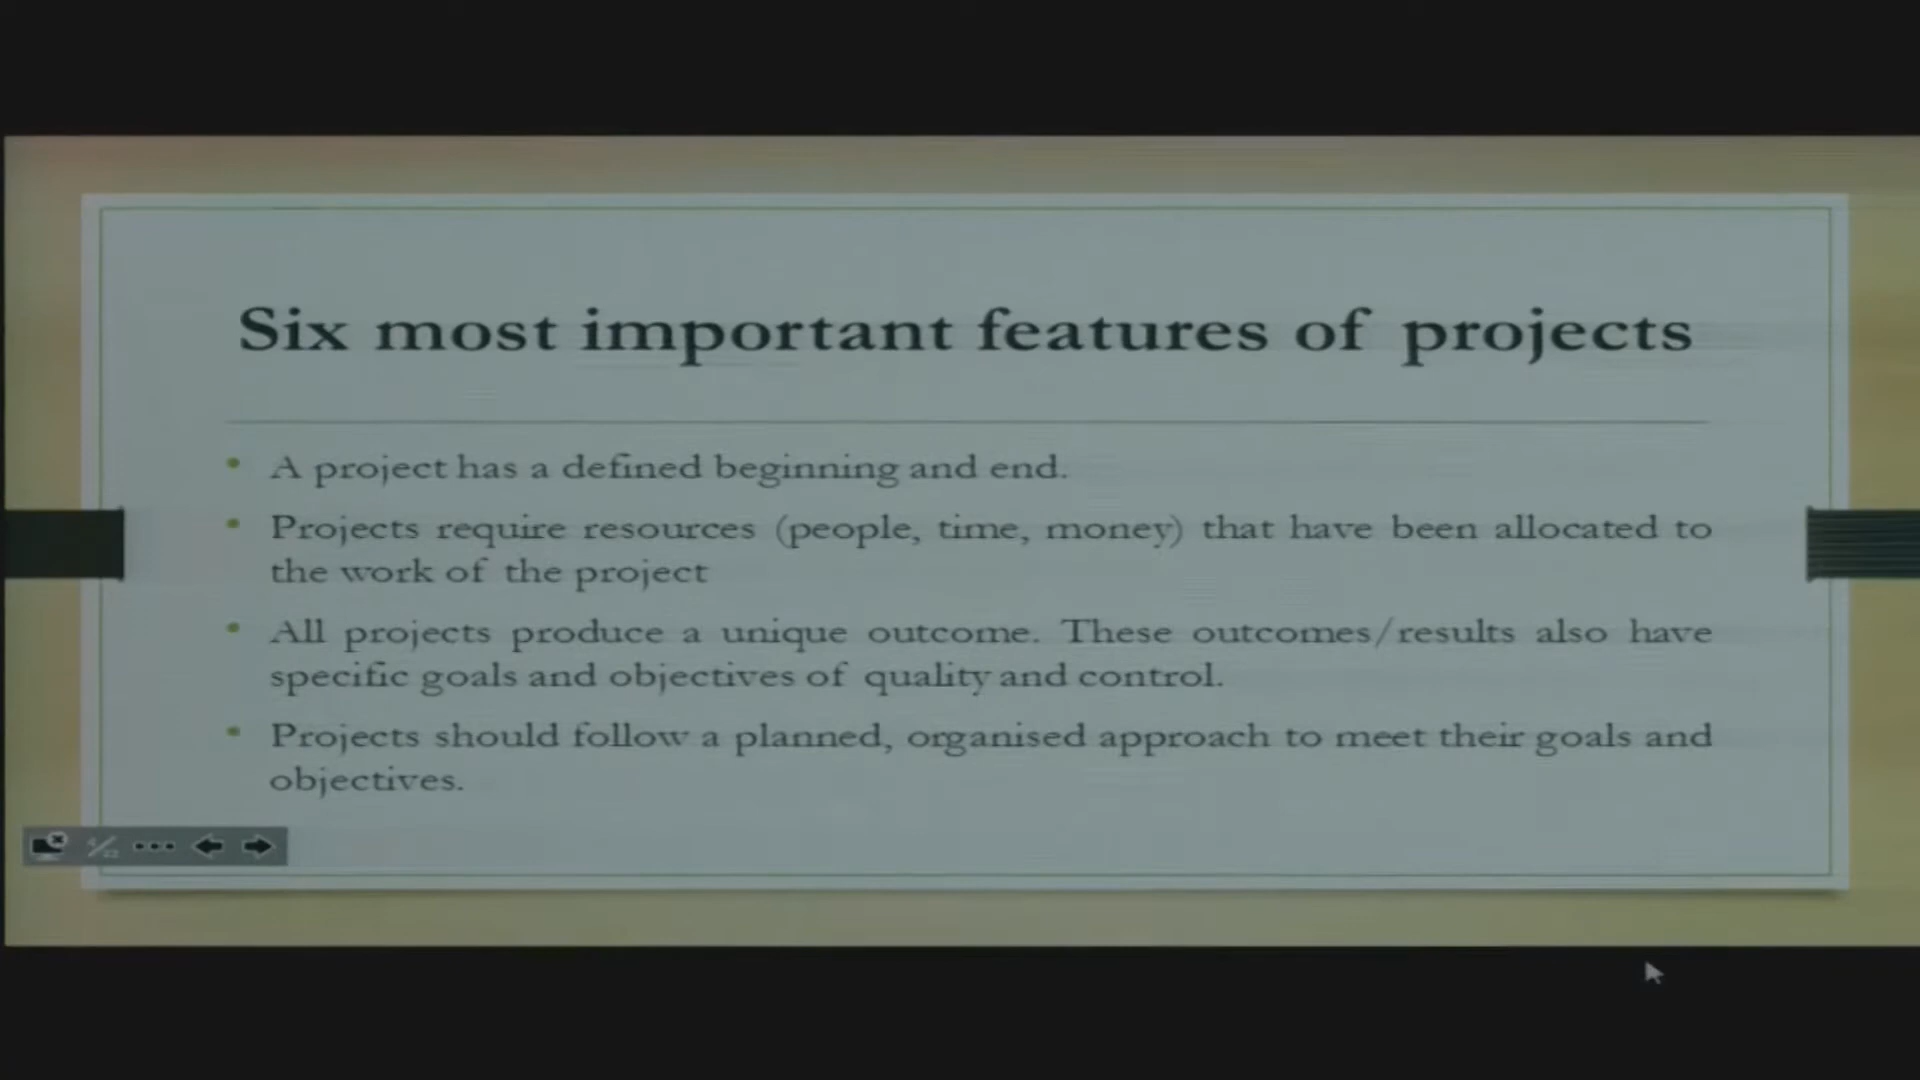 Six most important features of projects
A project has a defined beginning and end.
Projects require resources (people, time, money) that have been allocated to
the work of the project
All projects produce a unique outcome. These outcomes/results also have
specific goals and objectives of quality and control.
Projects should follow a planned, organised approach to meet their goals and
objectives.